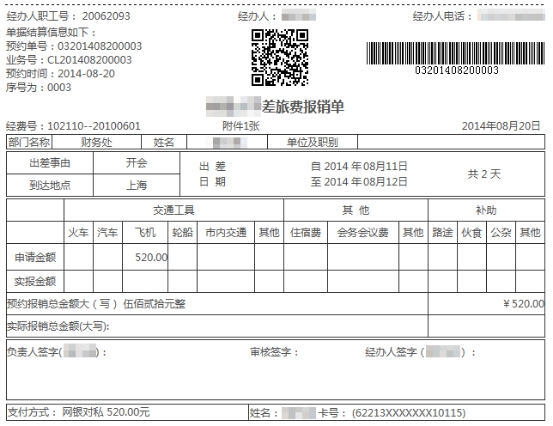 经办人职工号： 20062093 经办人： 经办人电话：
单据结算信息如下：
预约单号：03201408200003
业务号：CL201408200003
预约时间：2014-08-20
序号为：0003
03201408200003
差旅费报销单
经费号：102110--20100601 附件1张 2014年08月20日
部门名称 财务处 姓名 单位及职别
出差事由 开会 出 差 自 2014 年08月11日 共 2 天
到达地点 上海 日 期 至 2014 年08月12日
交通工具 其 他 补助
火车 汽车 飞机 轮船 市内交通 其他 住宿费 会务会议费 其他 路途 伙食 公杂 其他
申请金额 520.00
实报金额
预约报销总金额大（写） 伍佰贰拾元整 ￥520.00
实际报销总金额(大写):
负责人签字( )： 审核签字： 经办人签字（ ）：
支付方式： 网银对私 520.00元 姓名： 卡号： (62213XXXXXXX10115)